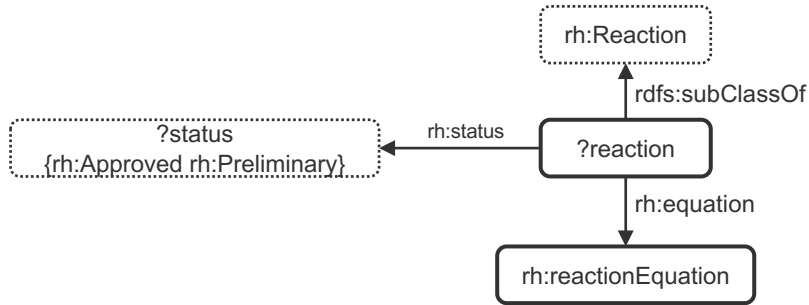 rh:Reaction
rdfs:subClassOf
?status
{rh:Approved rh:Preliminary}
rh:status
?reaction
rh:equation
rh:reactionEquation